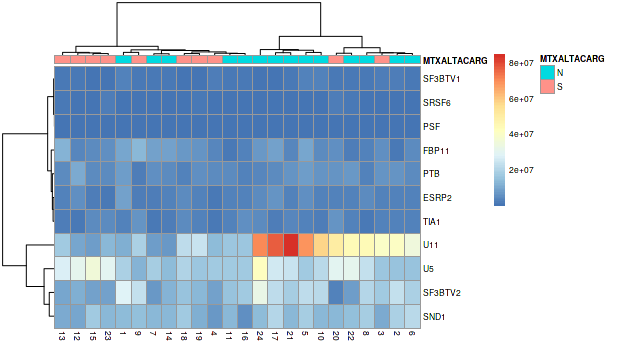 MTXALTACARG
SF3BTV1
SRSF6
PSF
FBP11
PTB
ESRP2
TIA1
U11
U5
SF3BTV2
SND1
13 12 15 23 1 9 7 14 18 19 4 11 16 24 17 21 5 10 20 22 8 3 2 6
8e+07
6e+07
4e+07
2e+07
MTXALTACARG
N
S